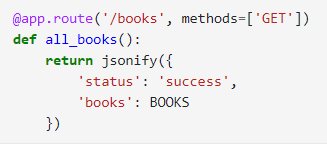 @app.route('/books', methods=['GET'])
def all_books():
    return jsonify({
        'status': 'success',
        'books': BOOKS
    })